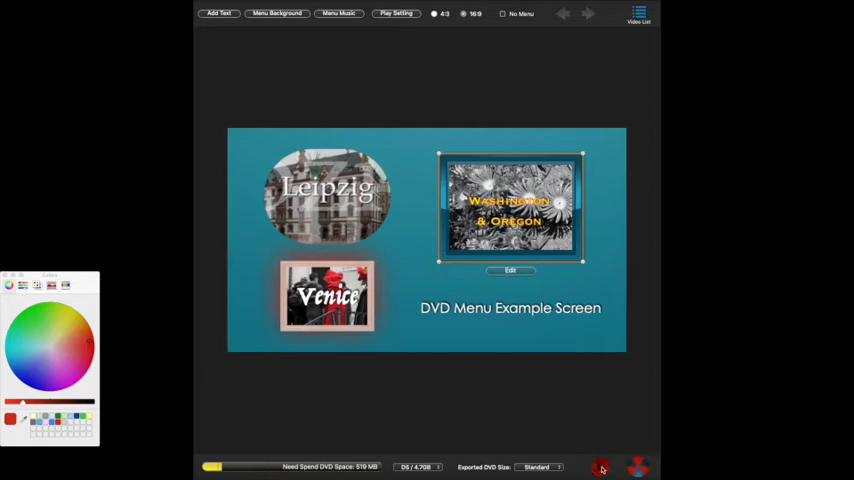 Add Text
Menu Background
Menu Music
Play Setting
4:3
16:9
No Menu
Video List
Colors
Leipzig
WASHINGTON
& OREGON
Edit
Venice
DVD Menu Example Screen
Need Spend DVD Space: 519 MB
D5 / 4.7GB
Exported DVD Size:
Standard